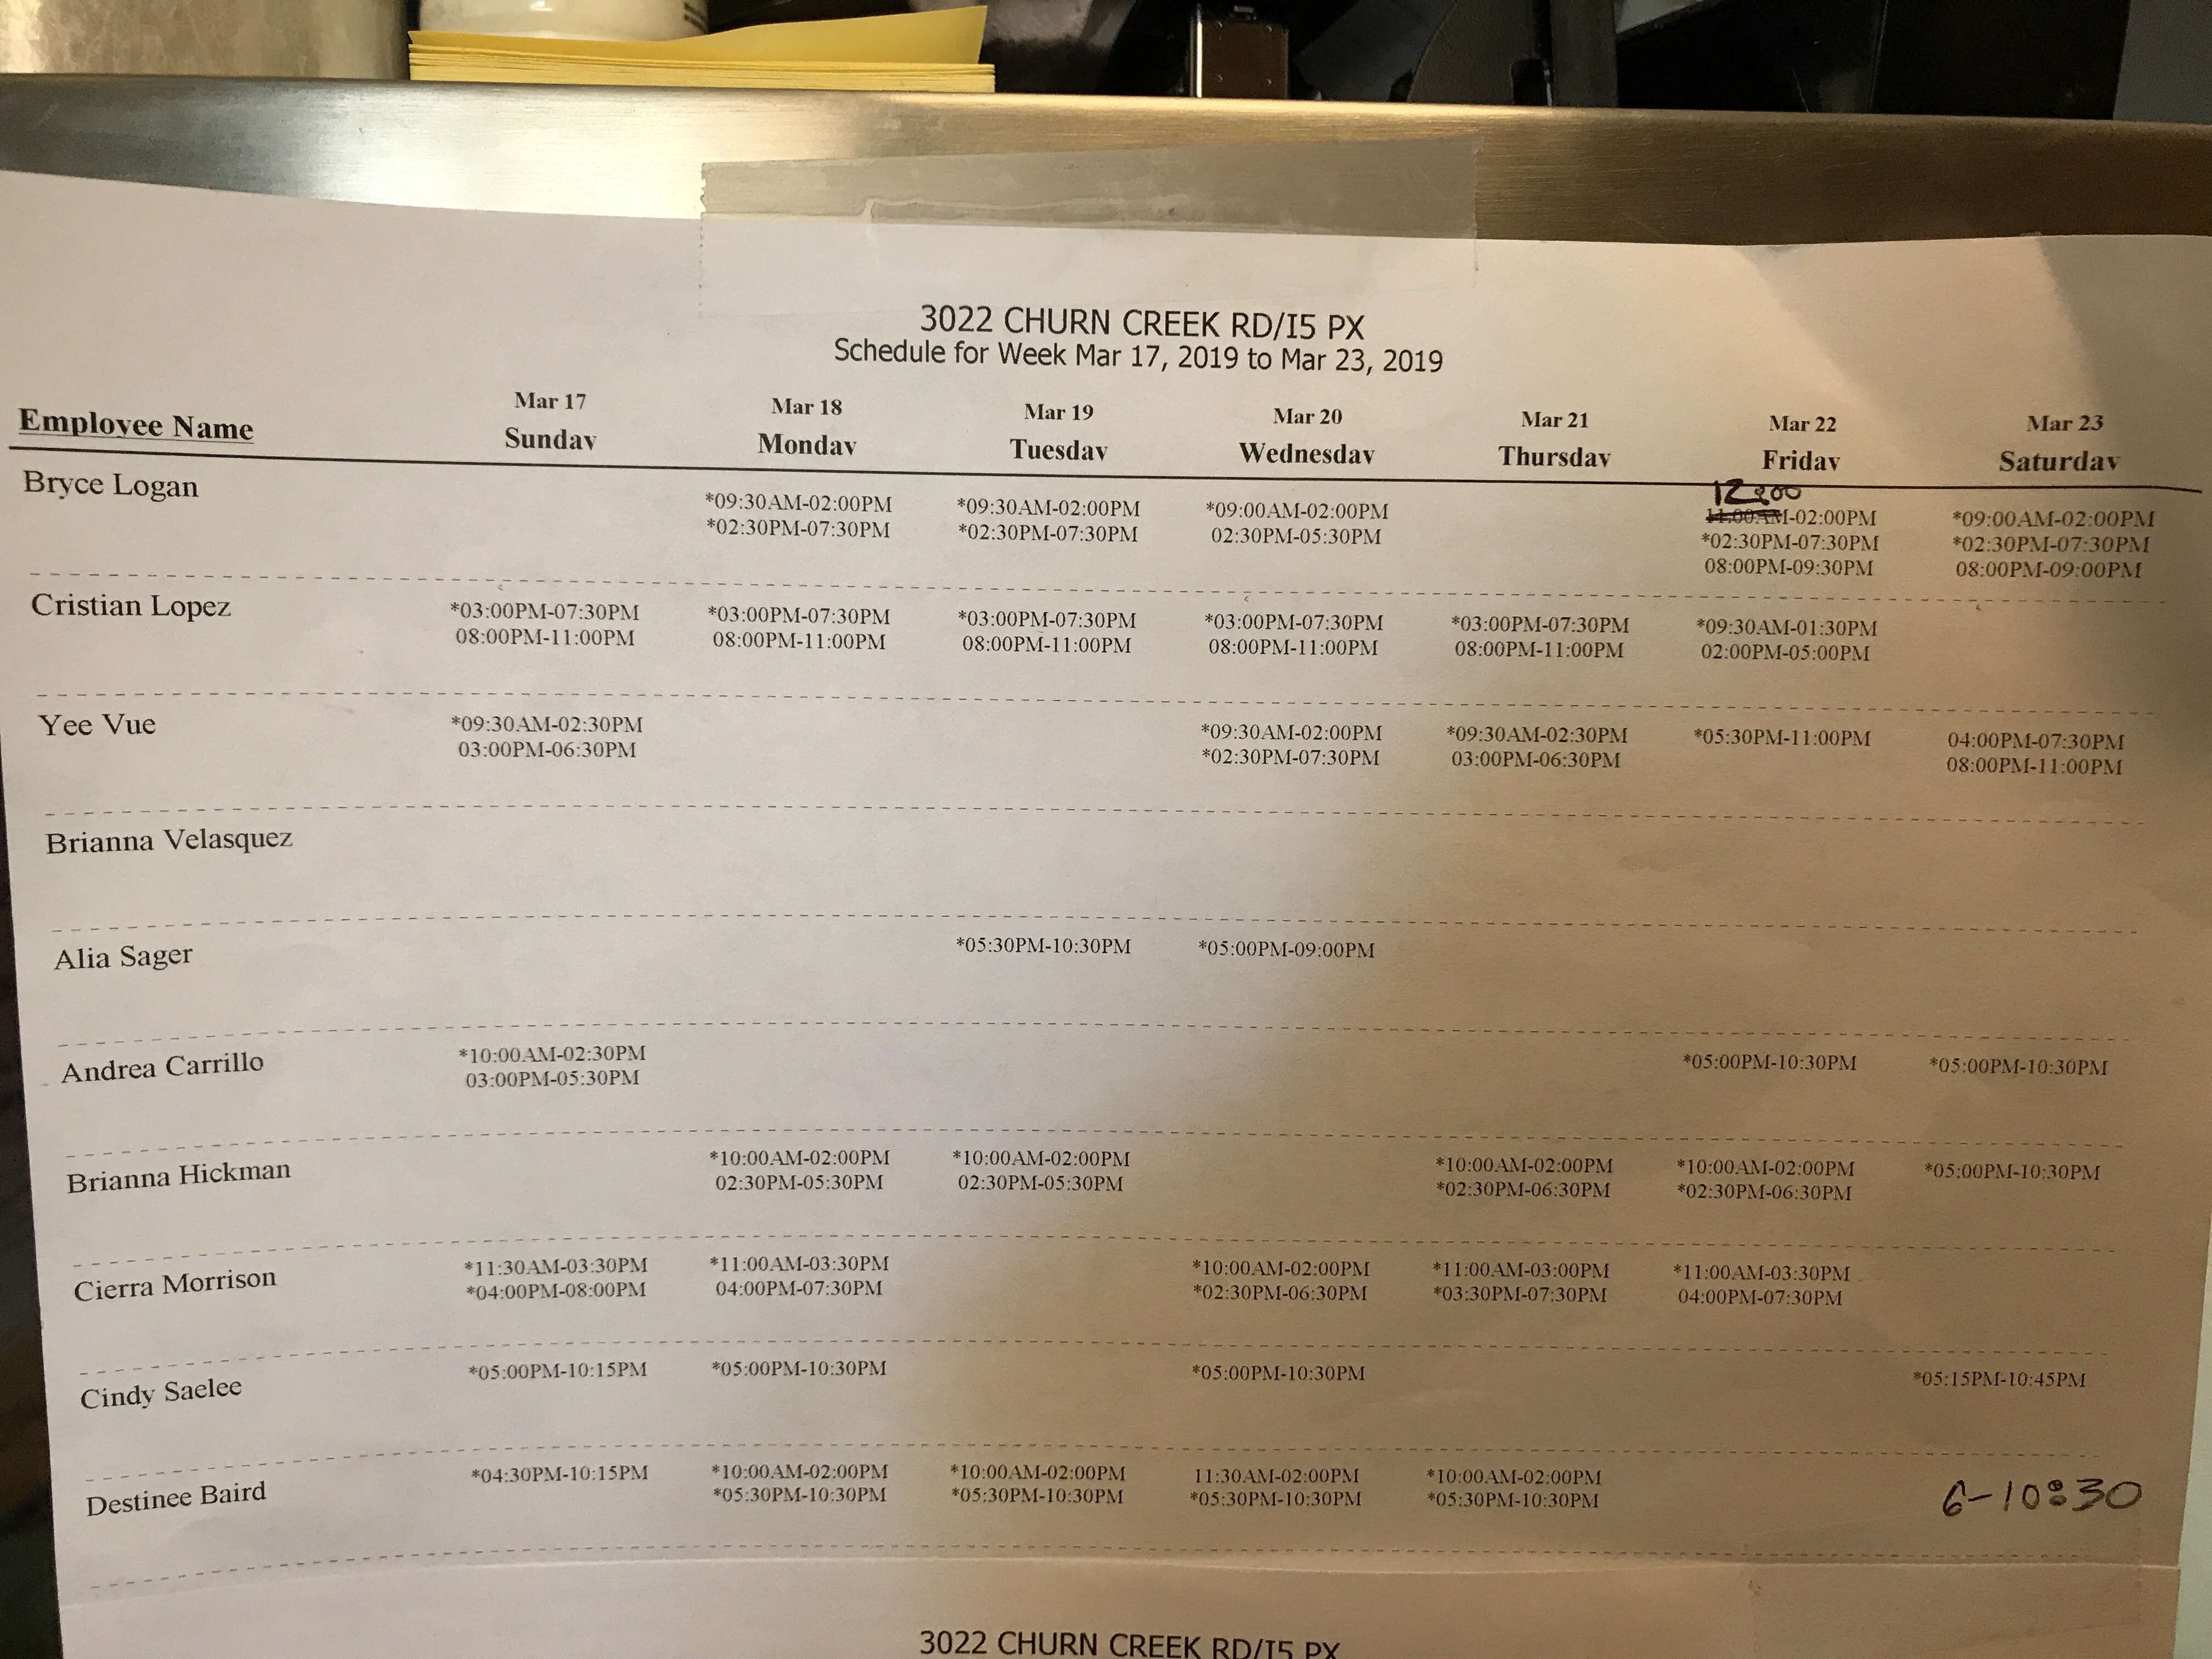 3022 CHURN CREEK RD/I5 PX
Schedule for Week Mar 17, 2019 to Mar 23, 2019
Mar 17 Mar 18 Mar 19 Mar 20 Mar 21 Mar 22 Mar 23
Employee Name Sunday Monday Tuesday Wednesday Thursday Friday Saturday
12:00
Bryce Logan *09:30AM-02:00PM *09:30AM-02:00PM *09:00AM-02:00PM 11:00AM-02:00PM *09:00AM-02:00PM
*02:30PM-07:30PM *02:30PM-07:30PM 02:30PM-05:30PM *02:30PM-07:30PM *02:30PM-07:30PM
08:00PM-09:30PM 08:00PM-09:00PM
Cristian Lopez *03:00PM-07:30PM *03:00PM-07:30PM *03:00PM-07:30PM *03:00PM-07:30PM *03:00PM-07:30PM *09:30AM-01:30PM
08:00PM-11:00PM 08:00PM-11:00PM 08:00PM-11:00PM 08:00PM-11:00PM 08:00PM-11:00PM 02:00PM-05:00PM
Yee Vue *09:30AM-02:30PM *09:30AM-02:00PM *09:30AM-02:30PM *05:30PM-11:00PM 04:00PM-07:30PM
03:00PM-06:30PM *02:30PM-07:30PM 03:00PM-06:30PM 08:00PM-11:00PM
Brianna Velasquez
Alia Sager *05:30PM-10:30PM *05:00PM-09:00PM
Andrea Carrillo *10:00AM-02:30PM *05:00PM-10:30PM *05:00PM-10:30PM
03:00PM-05:30PM
Brianna Hickman *10:00AM-02:00PM *10:00AM-02:00PM *10:00AM-02:00PM *10:00AM-02:00PM *05:00PM-10:30PM
02:30PM-05:30PM 02:30PM-05:30PM *02:30PM-06:30PM *02:30PM-06:30PM
Cierra Morrison *11:30AM-03:30PM *11:00AM-03:30PM *10:00AM-02:00PM *11:00AM-03:00PM *11:00AM-03:30PM
*04:00PM-08:00PM 04:00PM-07:30PM *02:30PM-06:30PM *03:30PM-07:30PM 04:00PM-07:30PM
Cindy Saelee *05:00PM-10:15PM *05:00PM-10:30PM *05:00PM-10:30PM *05:15PM-10:45PM
Destinee Baird *04:30PM-10:15PM *10:00AM-02:00PM *10:00AM-02:00PM 11:30AM-02:00PM *10:00AM-02:00PM 6-10:30
*05:30PM-10:30PM *05:30PM-10:30PM *05:30PM-10:30PM *05:30PM-10:30PM
3022 CHURN CREEK RD/I5 PX